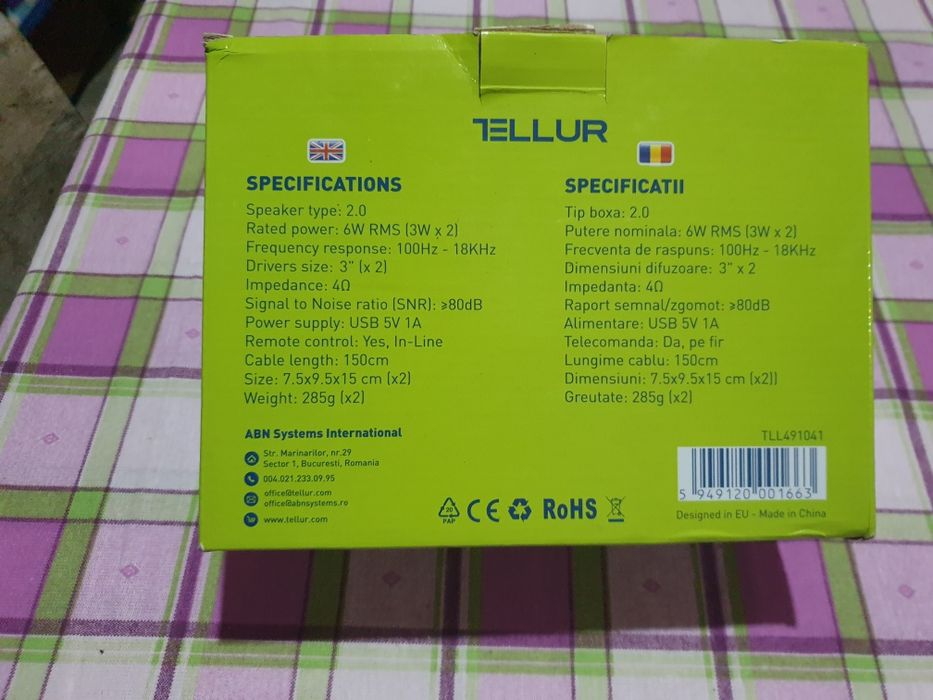 TELLUR
SPECIFICATIONS
Speaker type: 2.0
Rated power: 6W RMS (3W x 2)
Frequency response: 100Hz - 18KHz
Drivers size: 3" (x 2)
Impedance: 4Ω
Signal to Noise ratio (SNR): ≥80dB
Power supply: USB 5V 1A
Remote control: Yes, In-Line
Cable length: 150cm
Size: 7.5x9.5x15 cm (x2)
Weight: 285g (x2)
SPECIFICATII
Tip boxa: 2.0
Putere nominala: 6W RMS (3W x 2)
Frecventa de raspuns: 100Hz - 18KHz
Dimensiuni difuzoare: 3" x 2
Impedanta: 4Ω
Raport semnal/zgomot: ≥80dB
Alimentare: USB 5V 1A
Telecomanda: Da, pe fir
Lungime cablu: 150cm
Dimensiuni: 7.5x9.5x15 cm (x2))
Greutate: 285g (x2)
ABN Systems International
Str. Marinarilor, nr.29
Sector 1, Bucuresti, Romania
004.021.233.09.95
office@tellur.com
office@abnsystems.ro
www.tellur.com
20
PAP
CE
RoHS
TLL491041
5 949120 001663
Designed in EU - Made in China